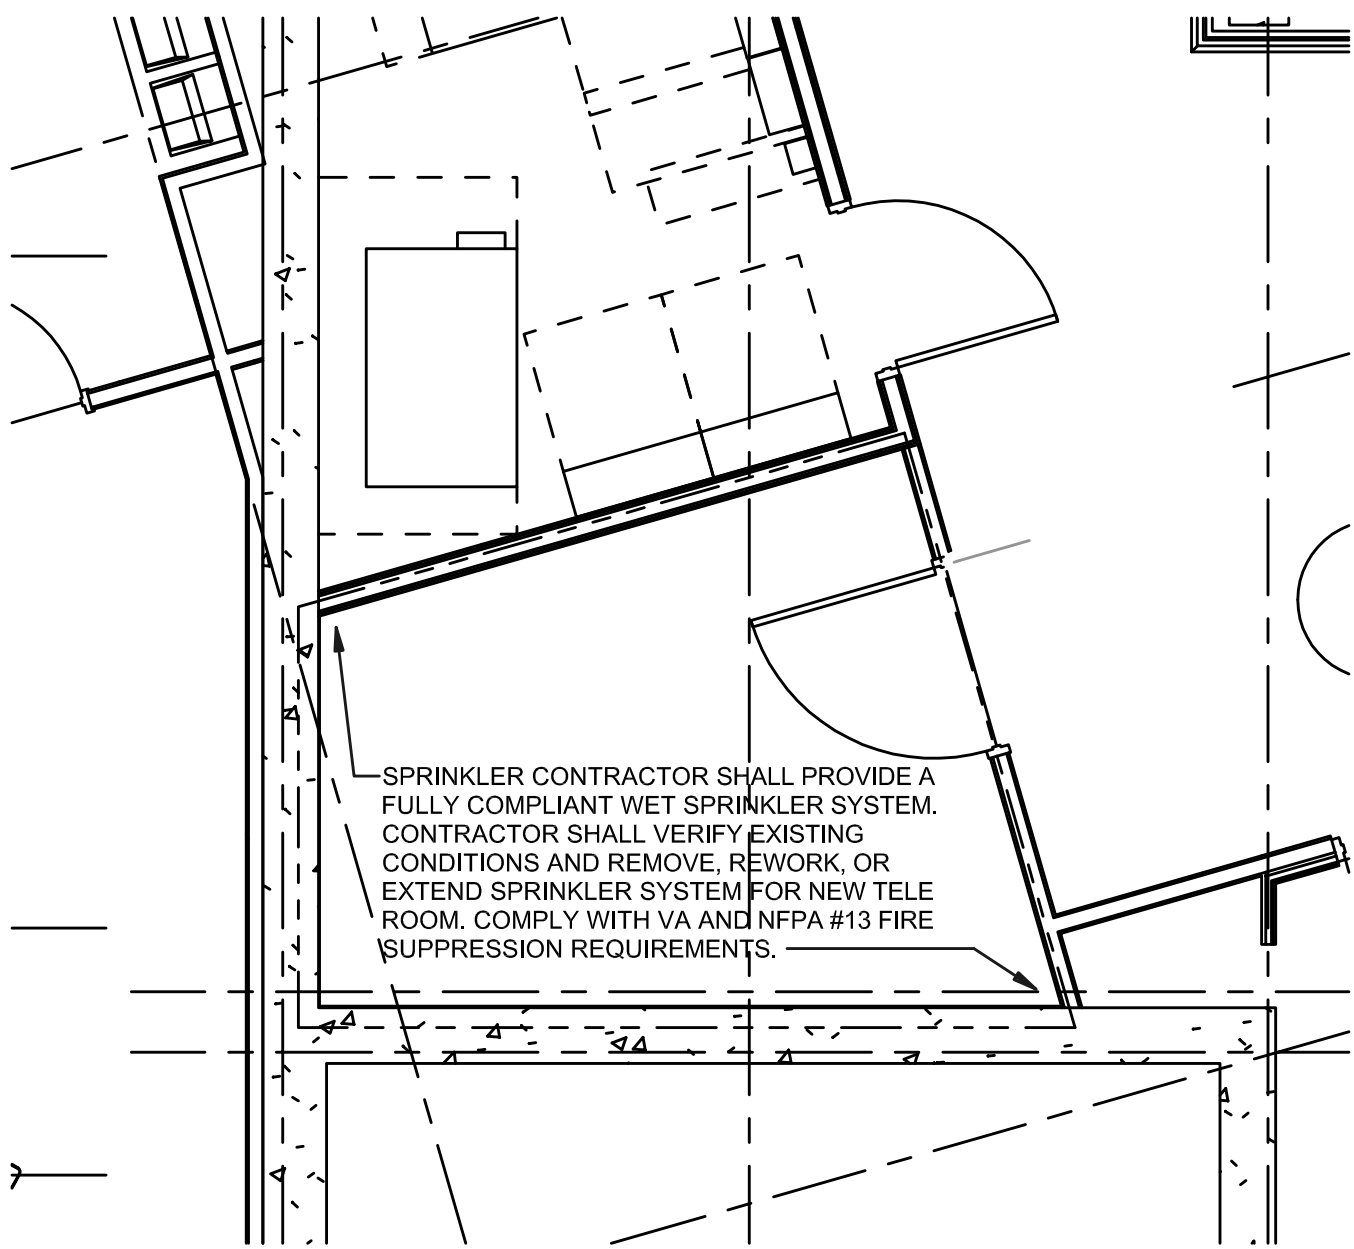 SPRINKLER CONTRACTOR SHALL PROVIDE A
FULLY COMPLIANT WET SPRINKLER SYSTEM.
CONTRACTOR SHALL VERIFY EXISTING
CONDITIONS AND REMOVE, REWORK, OR
EXTEND SPRINKLER SYSTEM FOR NEW TELE
ROOM. COMPLY WITH VA AND NFPA #13 FIRE
SUPPRESSION REQUIREMENTS.